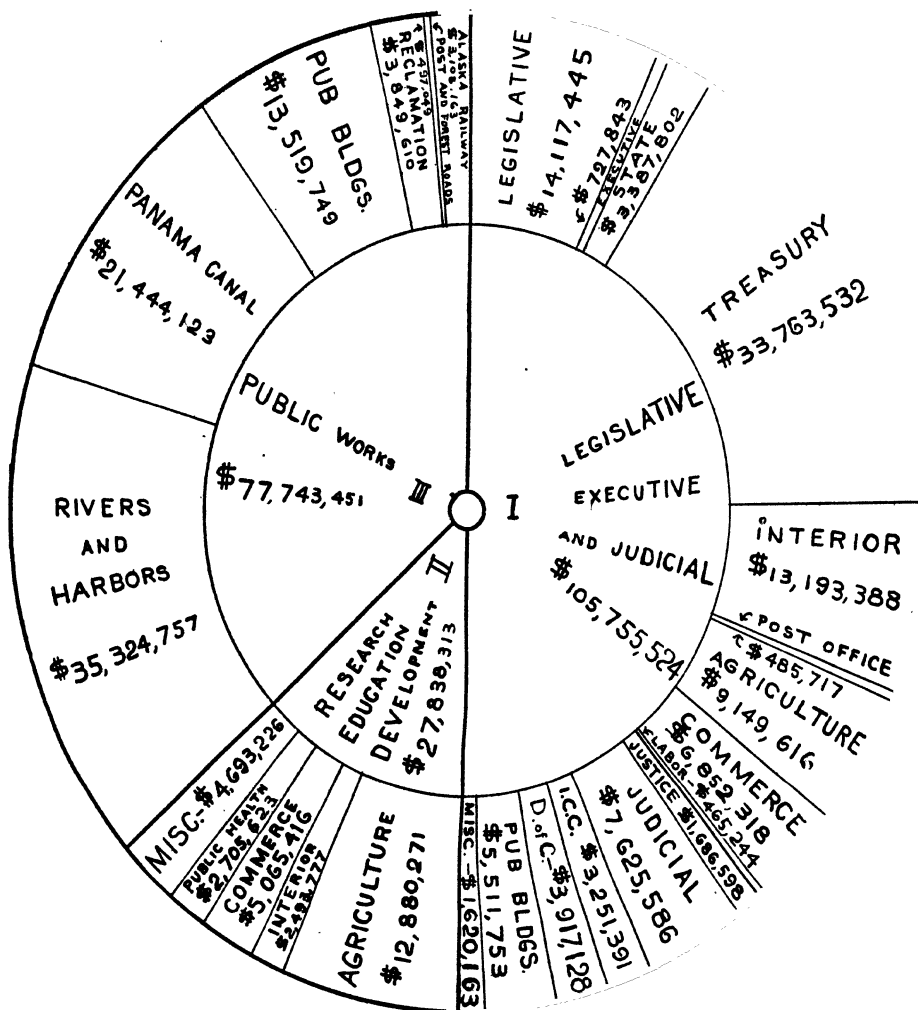 ALASKA RAILWAY
$3,108,163
POST AND FOREST ROADS
$497,049
RECLAMATION
$3,849,610
PUB BLDGS.
$13,519,749
PANAMA CANAL
$21,444,123
RIVERS
AND
HARBORS
$35,324,757
PUBLIC WORKS
$77,743,451
III
LEGISLATIVE
$14,117,445
$727,843
EXECUTIVE
STATE
$3,387,802
TREASURY
$33,763,532
I
LEGISLATIVE
EXECUTIVE
AND JUDICIAL
$105,755,524
INTERIOR
$13,193,388
POST OFFICE
$485,717
AGRICULTURE
$9,149,616
COMMERCE
$6,852,318
LABOR-$465,244
JUSTICE $1,686,598
JUDICIAL
$7,625,586
I.C.C. $3,251,391
D. of C.-$3,917,128
PUB BLDGS.
$5,511,753
MISC.-$1,620,163
II
RESEARCH
EDUCATION
DEVELOPMENT
$27,838,313
AGRICULTURE
$12,880,271
INTERIOR
$2,493,777
COMMERCE
$5,065,416
PUBLIC HEALTH
$2,705,623
MISC.-$4,693,226